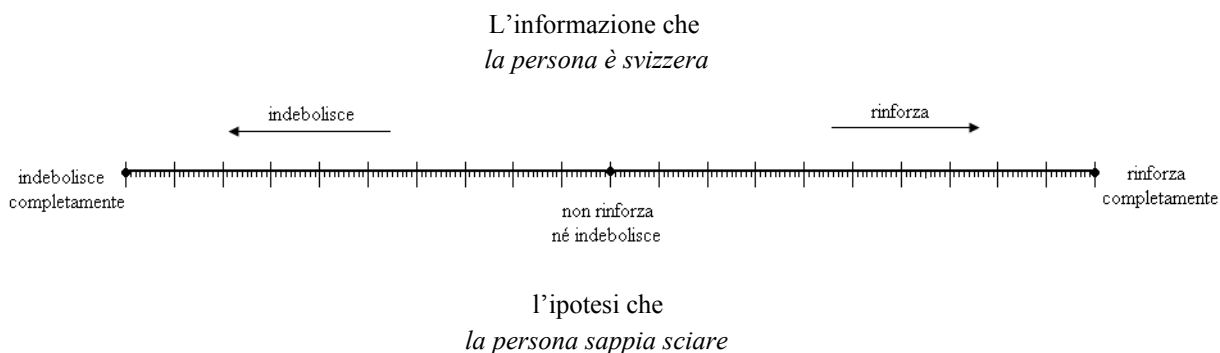 L’informazione che
la persona è svizzera
indebolisce
rinforza
indebolisce
completamente
non rinforza
né indebolisce
rinforza
completamente
l’ipotesi che
la persona sappia sciare